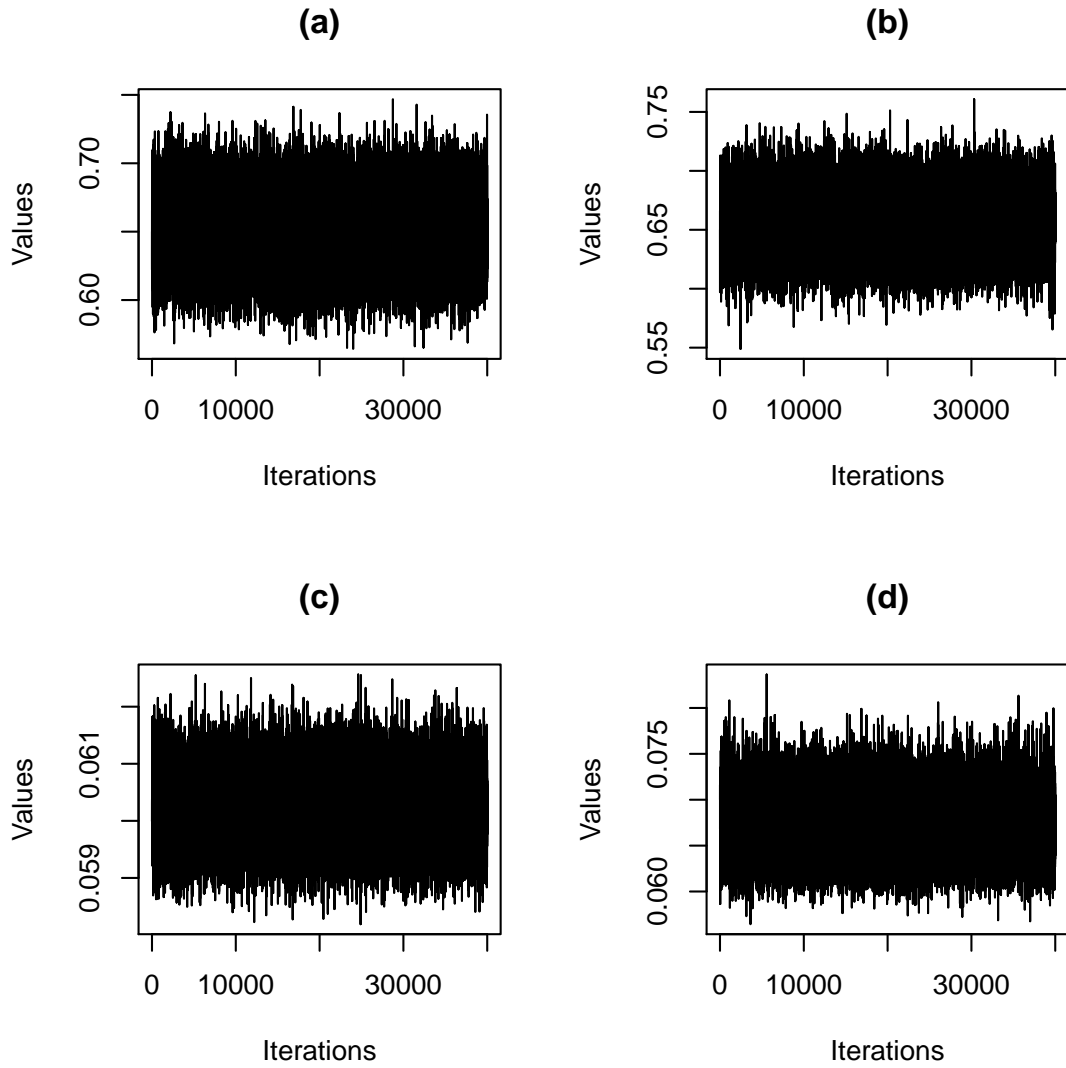 (a)
Values
0.70
0.60
0 10000 30000
Iterations
(b)
Values
0.75
0.65
0.55
0 10000 30000
Iterations
(c)
Values
0.061
0.059
0 10000 30000
Iterations
(d)
Values
0.075
0.060
0 10000 30000
Iterations